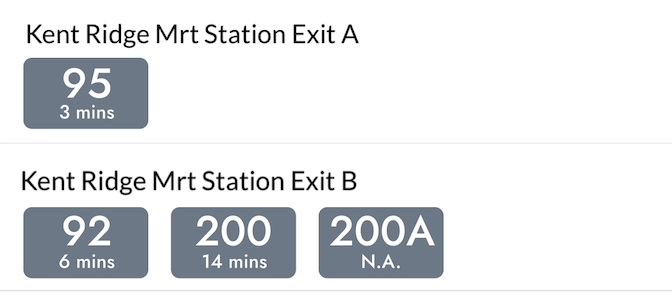 Kent Ridge Mrt Station Exit A
95
3 mins
Kent Ridge Mrt Station Exit B
92 200 200A
6 mins 14 mins N.A.